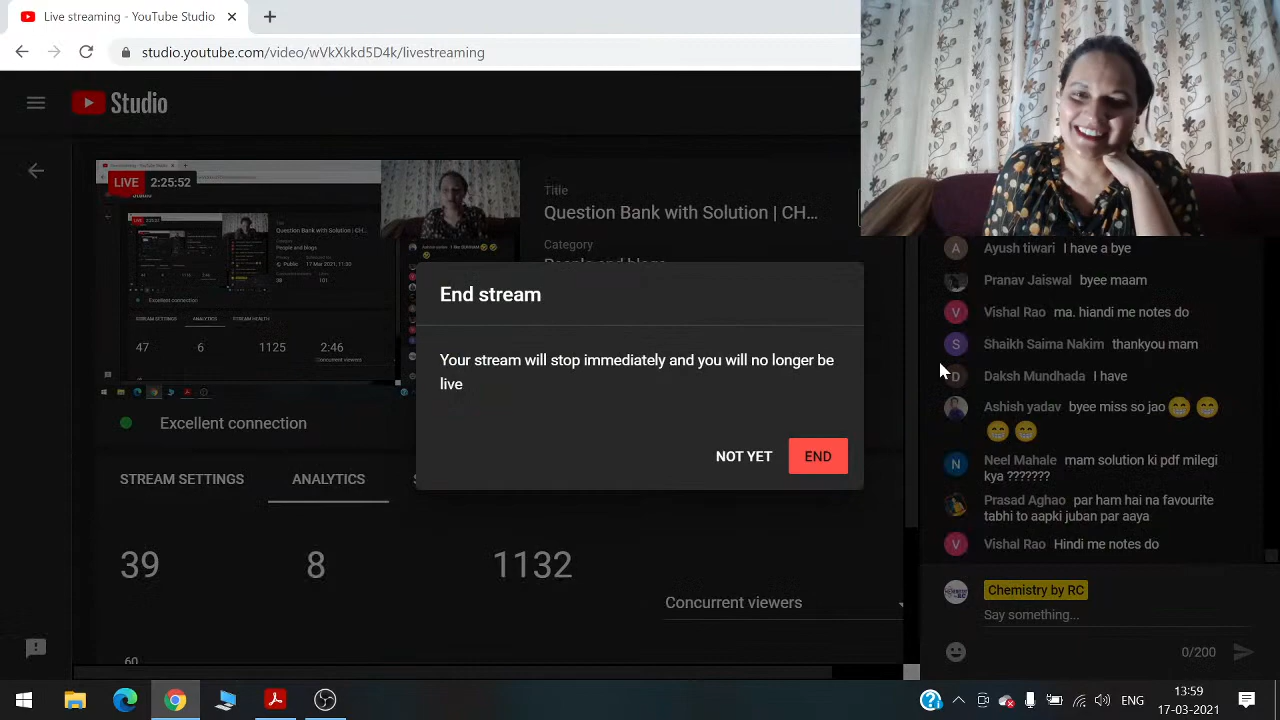 Live streaming - YouTube Studio
studio.youtube.com/video/wVkXkkd5D4k/livestreaming
Studio
LIVE 2:25:52
Title
Question Bank with Solution | CH...
Category
Excellent connection
STREAM SETTINGS
ANALYTICS
39
8
1132
Concurrent viewers
60
End stream
Your stream will stop immediately and you will no longer be
live
NOT YET
END
A Ayush tiwari I have a bye
Pranav Jaiswal byee maam
V Vishal Rao ma. hiandi me notes do
S Shaikh Saima Nakim thankyou mam
D Daksh Mundhada I have
Ashish yadav byee miss so jao 😁 😁
😁 😁
N Neel Mahale mam solution ki pdf milegi
kya ???????
Prasad Aghao par ham hai na favourite
tabhi to aapki juban par aaya
V Vishal Rao Hindi me notes do
Chemistry by RC
Say something...
0/200
ENG
13:59
17-03-2021